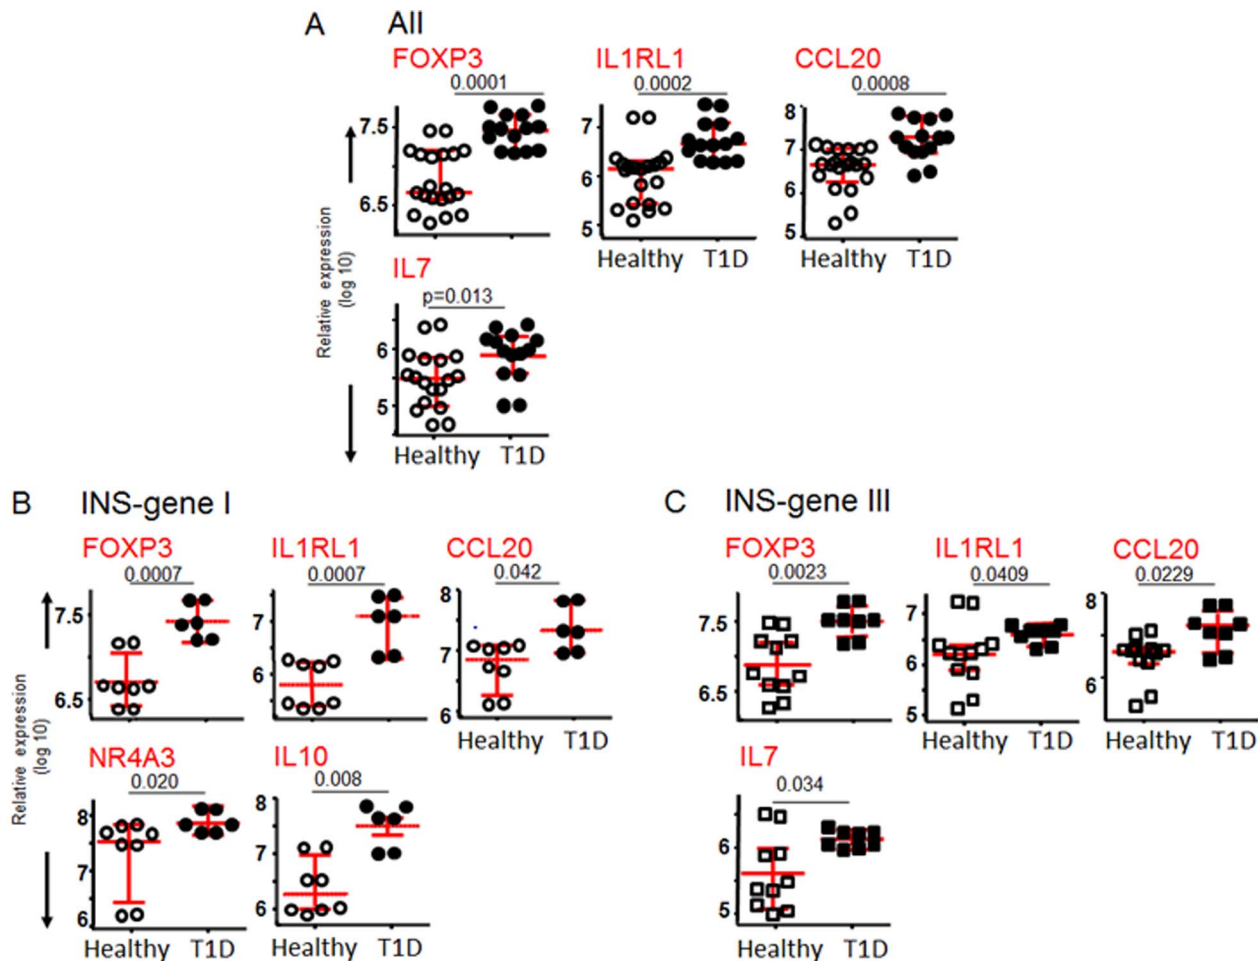 A All
FOXP3 IL1RL1 CCL20
0.0001 0.0002 0.0008
7.5 6.5
7 6 5
8 7 6 5
Healthy T1D Healthy T1D
IL7
p=0.013
6 5
Relative expression
(log 10)
Healthy T1D
B INS-gene I
FOXP3 IL1RL1 CCL20
0.0007 0.0007 0.042
7.5 6.5
7 6
8 7 6
Healthy T1D
NR4A3 IL10
0.020 0.008
8 7 6
8 7 6
Relative expression
(log 10)
Healthy T1D Healthy T1D
C INS-gene III
FOXP3 IL1RL1 CCL20
0.0023 0.0409 0.0229
7.5 6.5
7 6 5
8 6
Healthy T1D Healthy T1D
IL7
0.034
6 5
Healthy T1D